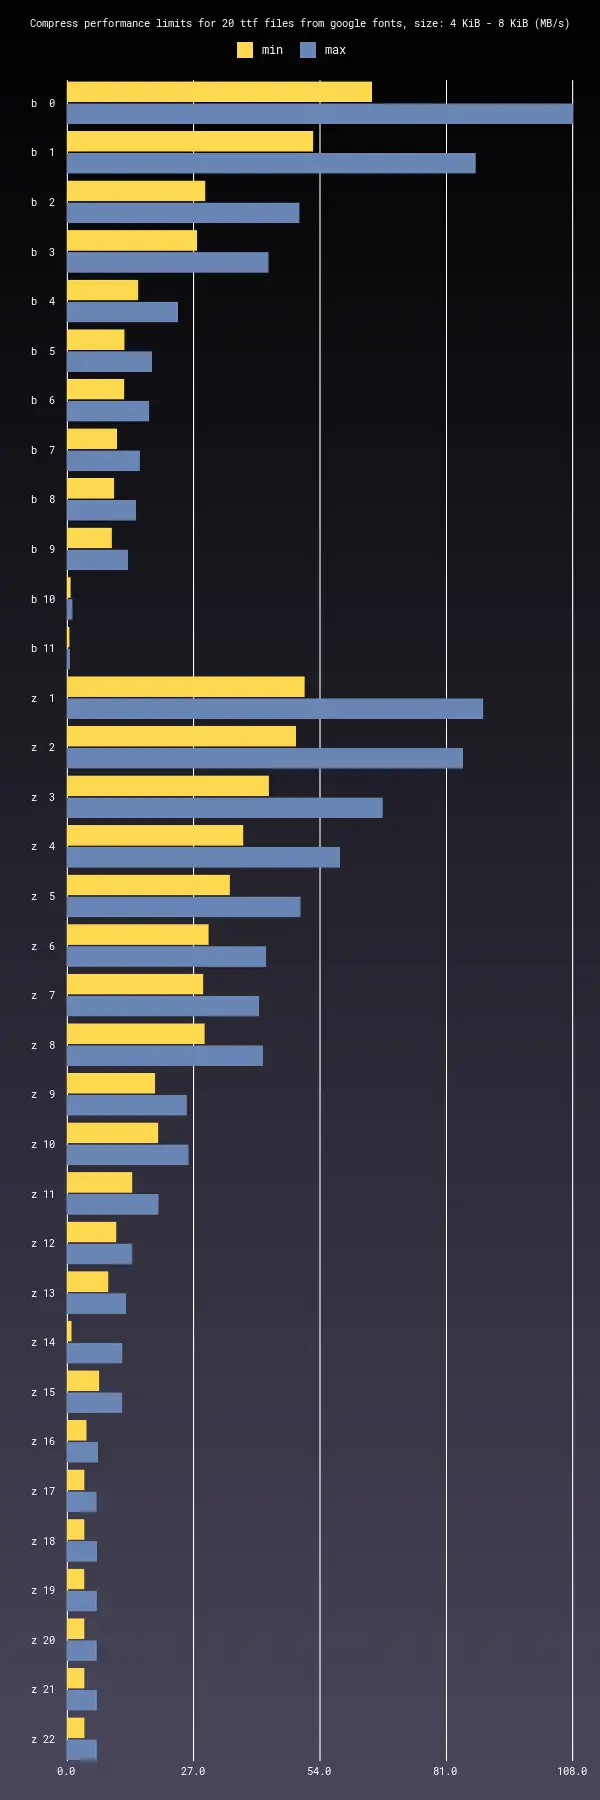 Compress performance limits for 20 ttf files from google fonts, size: 4 KiB - 8 KiB (MB/s)
min max
b 0
b 1
b 2
b 3
b 4
b 5
b 6
b 7
b 8
b 9
b 10
b 11
z 1
z 2
z 3
z 4
z 5
z 6
z 7
z 8
z 9
z 10
z 11
z 12
z 13
z 14
z 15
z 16
z 17
z 18
z 19
z 20
z 21
z 22
0.0 27.0 54.0 81.0 108.0